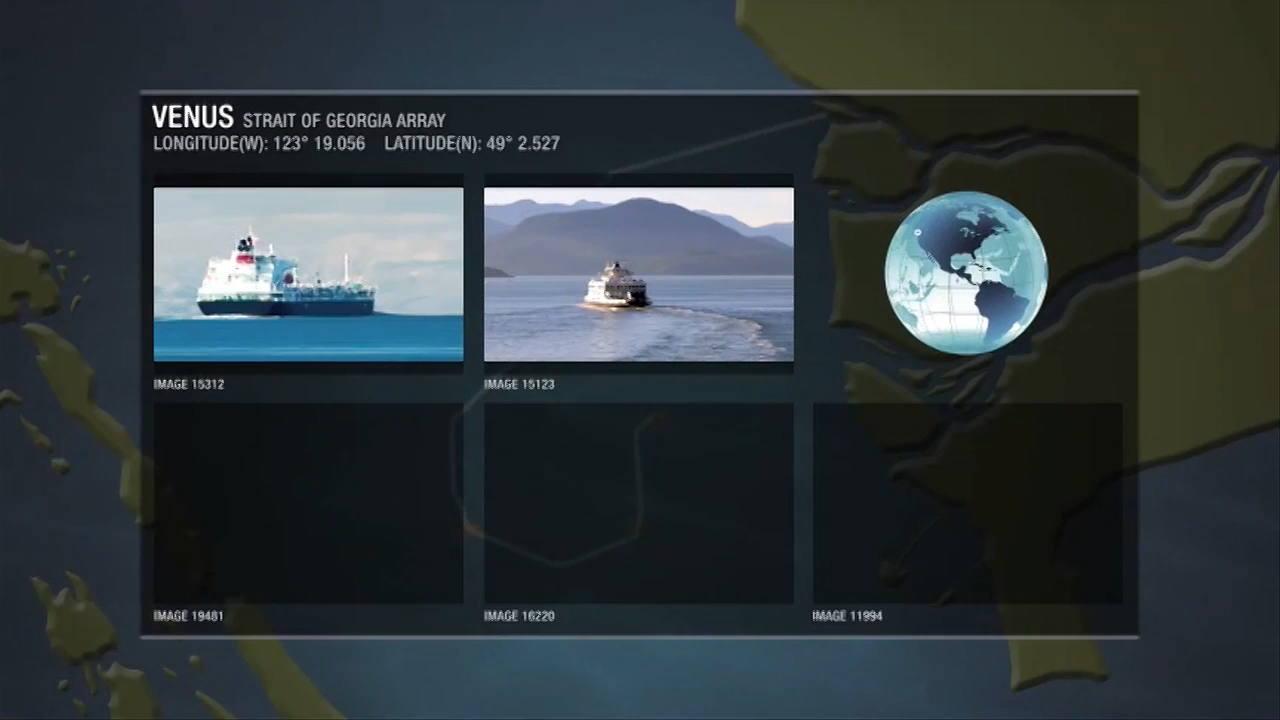 VENUS STRAIT OF GEORGIA ARRAY
LONGITUDE(W): 123° 19.056 LATITUDE(N): 49° 2.527
IMAGE 15312
IMAGE 15123
IMAGE 19481
IMAGE 16220
IMAGE 11994